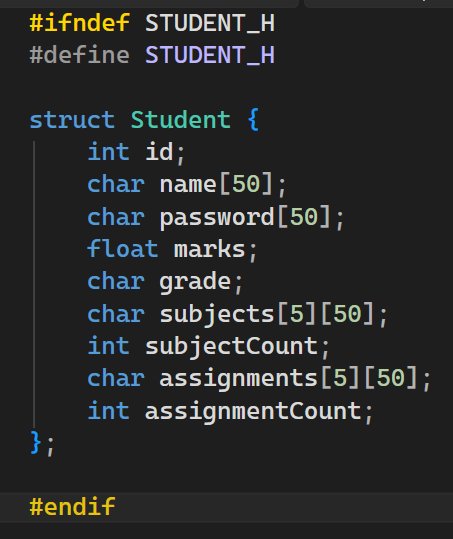 #ifndef STUDENT_H
#define STUDENT_H
struct Student {
    int id;
    char name[50];
    char password[50];
    float marks;
    char grade;
    char subjects[5][50];
    int subjectCount;
    char assignments[5][50];
    int assignmentCount;
};
#endif